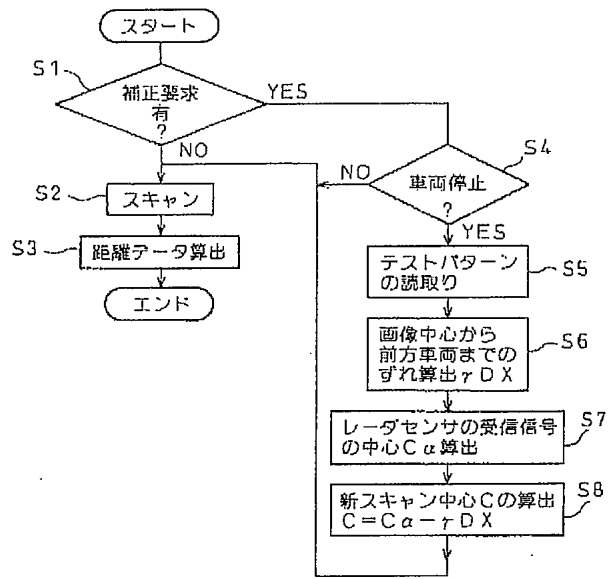 スタート
S1
補正要求
有
?
YES
NO
S2
スキャン
S3
距離データ算出
エンド
S4
NO
車両停止
?
YES
テストパターン
の読取り
S5
画像中心から
前方車両までの
ずれ算出γDX
S6
レーダセンサの受信信号
の中心Cα算出
S7
新スキャン中心Cの算出
C=Cα-γDX
S8